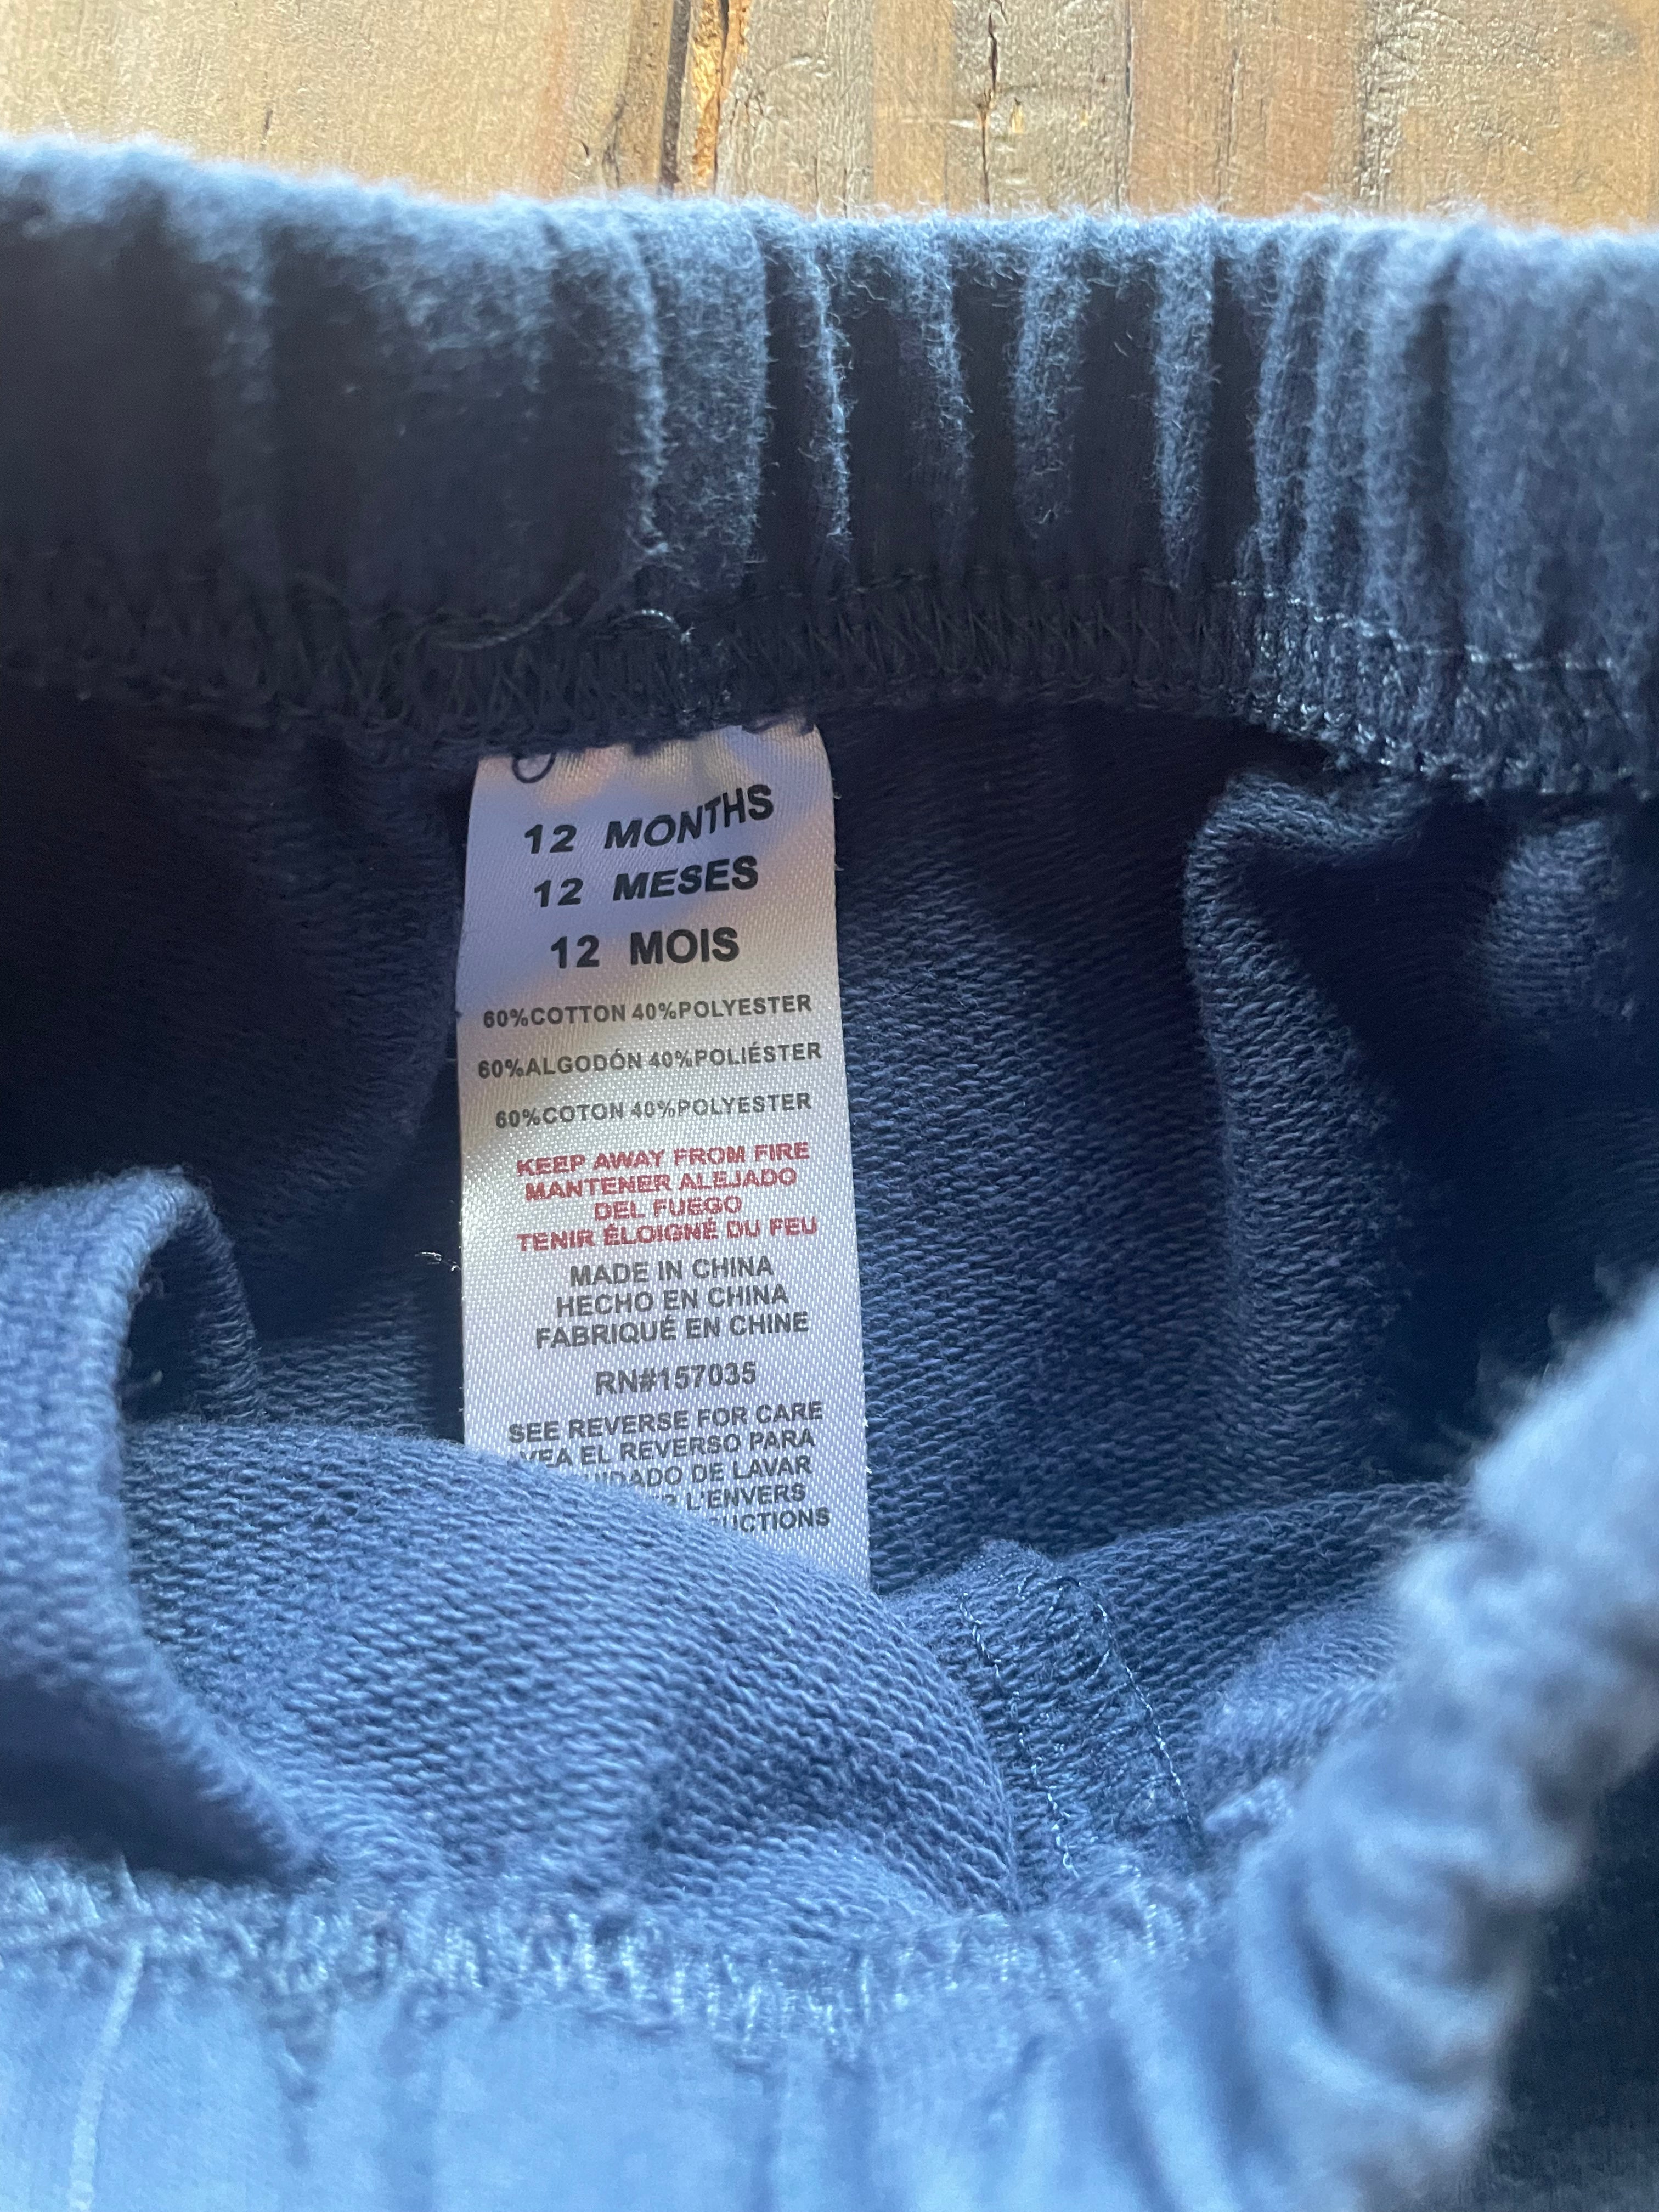 12 MONTHS
12 MESES
12 MOIS
60%COTTON 40%POLYESTER
60%ALGODÓN 40%POLIÉSTER
60%COTON 40%POLYESTER
KEEP AWAY FROM FIRE
MANTENER ALEJADO
DEL FUEGO
TENIR ÉLOIGNÉ DU FEU
MADE IN CHINA
HECHO EN CHINA
FABRIQUÉ EN CHINE
RN#157035
SEE REVERSE FOR CARE
VEA EL REVERSO PARA
DE LAVAR
L'ENVERS